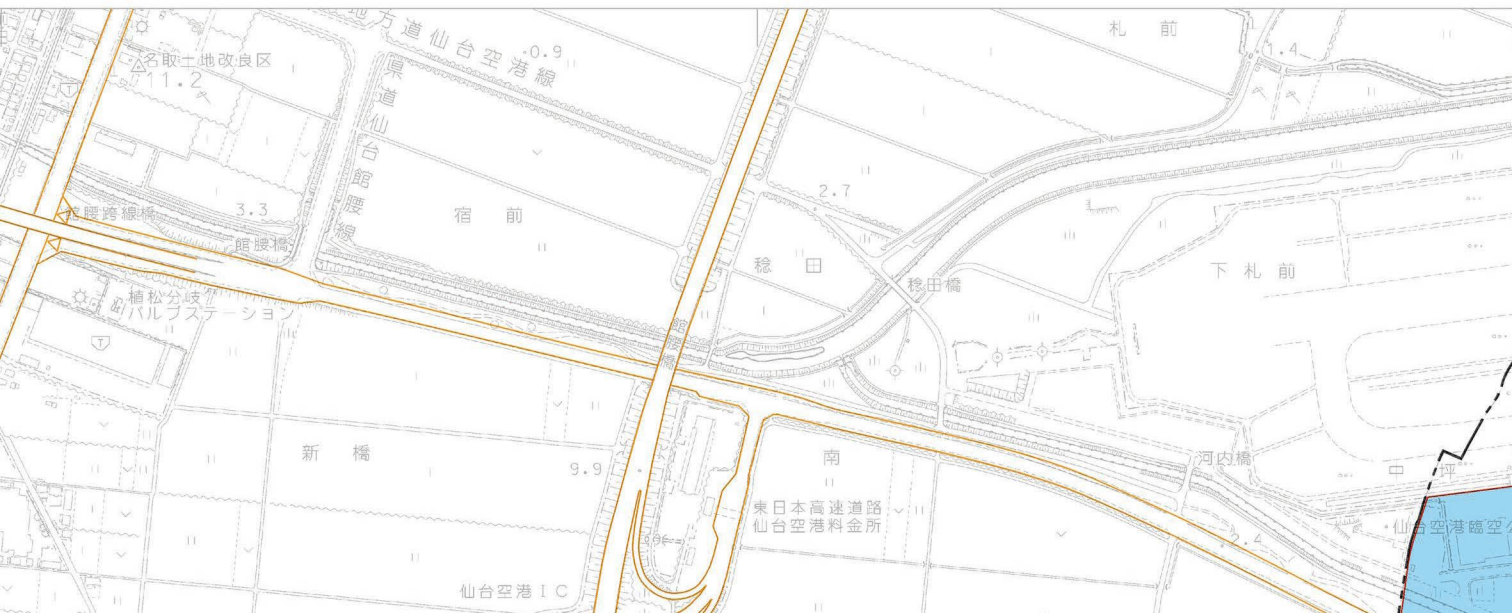 地方道仙台空港線
0.9
札前
1.4
名取土地改良区
11.2
県道仙台館腰線
2.7
館腰跨線橋
3.3
館腰橋
宿前
稔田
稔田橋
下札前
植松分岐
バルブステーション
館腰橋
新橋
9.9
南
河内橋
中坪
東日本高速道路
仙台空港料金所
仙台空港臨空公
2.4
仙台空港IC